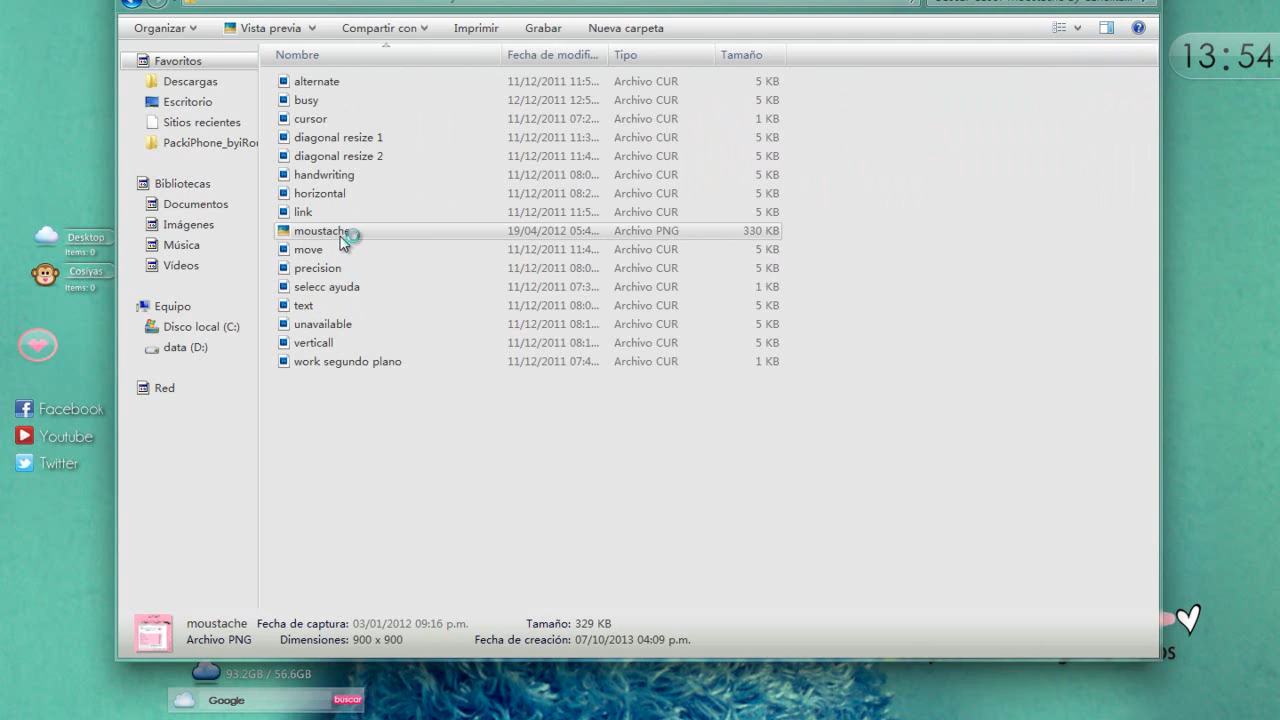 Organizar Vista previa Compartir con Imprimir Grabar Nueva carpeta
13:54
Favoritos
Descargas
Escritorio
Sitios recientes
PackiPhone_byiRou
Bibliotecas
Documentos
Imágenes
Música
Vídeos
Equipo
Disco local (C:)
data (D:)
Red
Nombre Fecha de modifi... Tipo Tamaño
alternate 11/12/2011 11:5... Archivo CUR 5 KB
busy 12/12/2011 12:5... Archivo CUR 5 KB
cursor 11/12/2011 07:2... Archivo CUR 1 KB
diagonal resize 1 11/12/2011 11:3... Archivo CUR 5 KB
diagonal resize 2 11/12/2011 11:4... Archivo CUR 5 KB
handwriting 11/12/2011 08:0... Archivo CUR 5 KB
horizontal 11/12/2011 08:2... Archivo CUR 5 KB
link 11/12/2011 11:5... Archivo CUR 5 KB
moustache 19/04/2012 05:4... Archivo PNG 330 KB
move 11/12/2011 11:4... Archivo CUR 5 KB
precision 11/12/2011 08:0... Archivo CUR 5 KB
selecc ayuda 11/12/2011 07:3... Archivo CUR 1 KB
text 11/12/2011 08:0... Archivo CUR 5 KB
unavailable 11/12/2011 08:1... Archivo CUR 5 KB
verticall 11/12/2011 08:1... Archivo CUR 5 KB
work segundo plano 11/12/2011 07:4... Archivo CUR 1 KB
Desktop
Items: 0
Cosiyas
Items: 0
Facebook
Youtube
Twitter
moustache Fecha de captura: 03/01/2012 09:16 p.m. Tamaño: 329 KB
Archivo PNG Dimensiones: 900 x 900 Fecha de creación: 07/10/2013 04:09 p.m.
93.2GB / 56.6GB
Google buscar